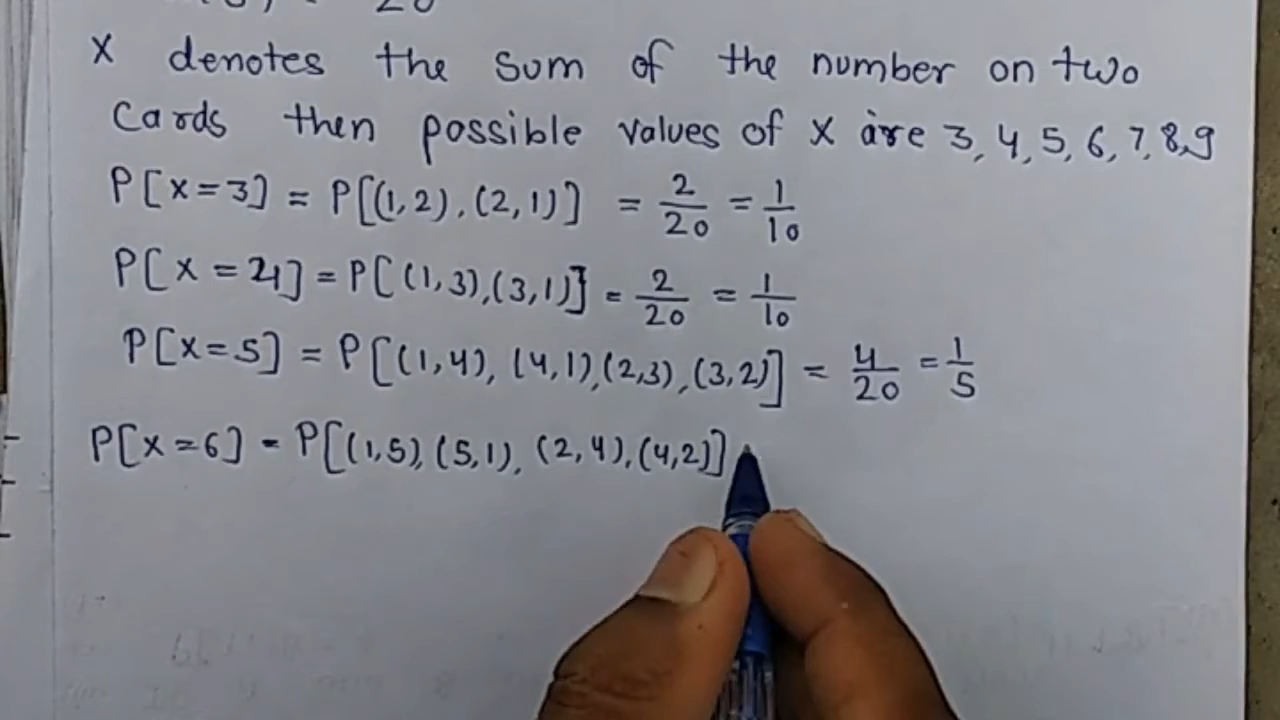 X denotes the sum of the number on two
Cards then possible values of X are 3, 4, 5, 6, 7, 8, 9
P[X=3] = P[(1,2), (2,1)] = 2/20 = 1/10
P[X=4] = P[(1,3), (3,1)] = 2/20 = 1/10
P[X=5] = P[(1,4), (4,1), (2,3), (3,2)] = 4/20 = 1/5
P[X=6] = P[(1,5), (5,1), (2,4), (4,2)]